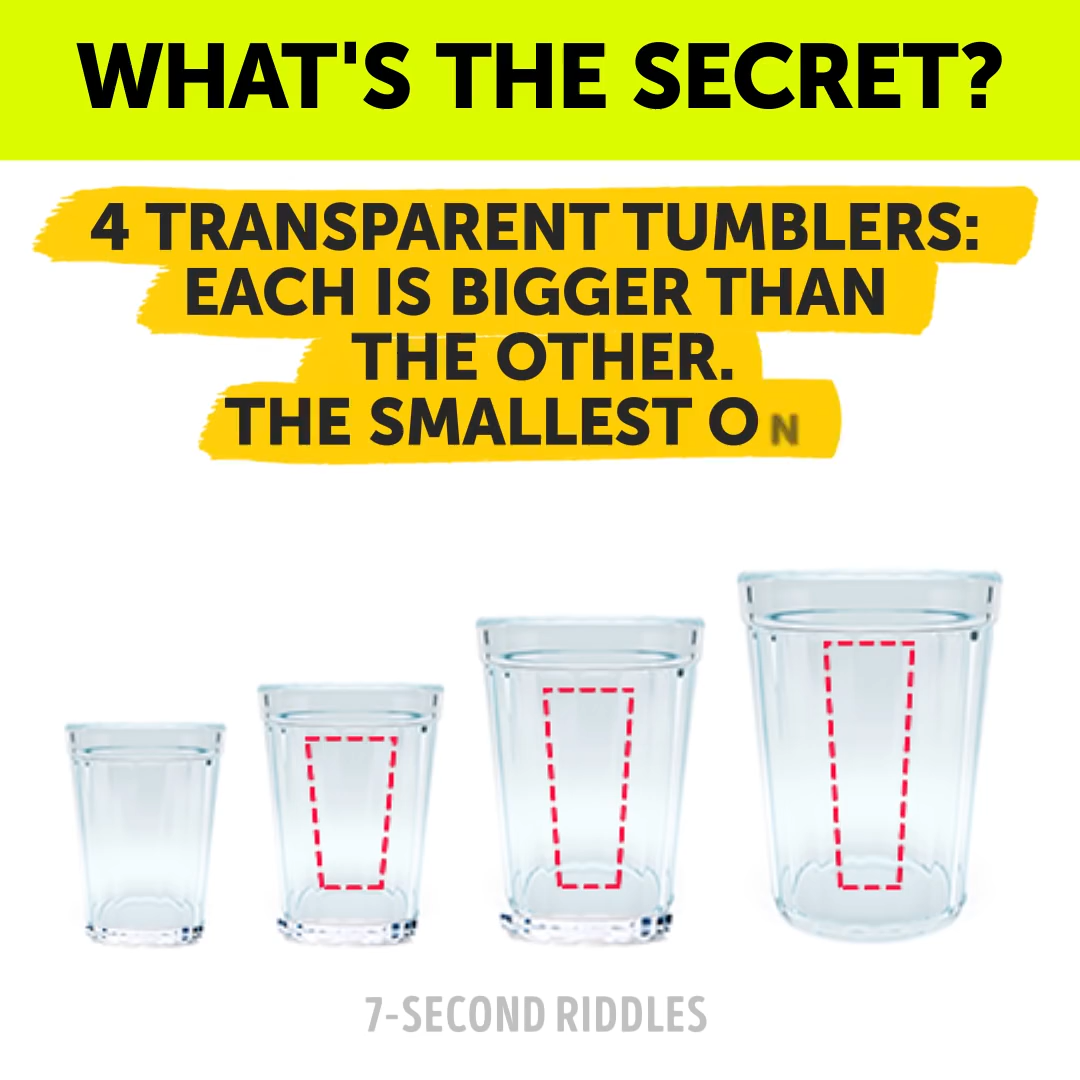 WHAT'S THE SECRET?
4 TRANSPARENT TUMBLERS:
EACH IS BIGGER THAN
THE OTHER.
THE SMALLEST ON
7-SECOND RIDDLES